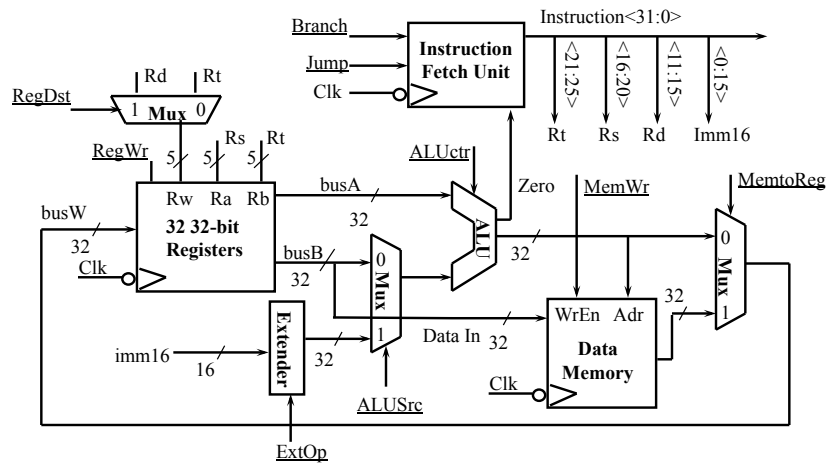 Instruction<31:0>
Branch
Jump
Clk
Instruction
Fetch Unit
<21:25>
<16:20>
<11:15>
<0:15>
Rt
Rs
Rd
Imm16
Rd
Rt
RegDst
1 Mux 0
RegWr
5
5
5
Rs
Rt
Rw
Ra
Rb
busW
32
32 32-bit
Registers
Clk
busA
32
busB
32
ALUctr
ALU
Zero
32
MemWr
MemtoReg
0
Mux
1
0
Mux
1
32
Data In
32
WrEn
Adr
Data
Memory
Clk
imm16
16
Extender
32
ALUSrc
ExtOp